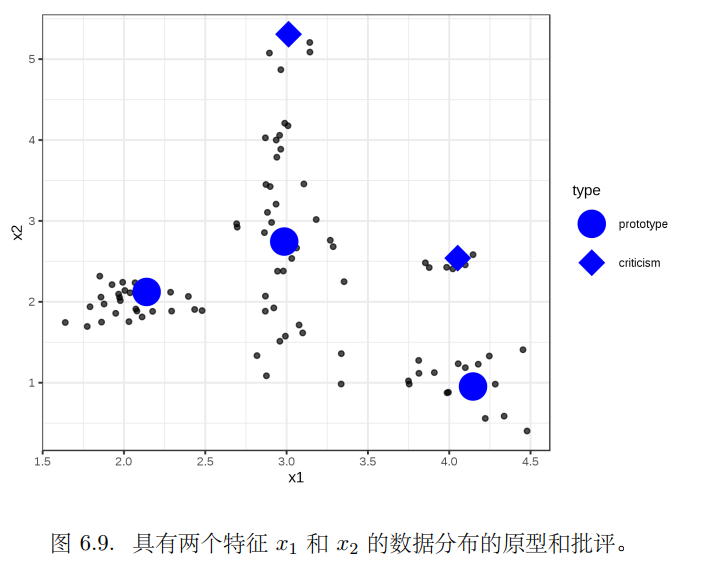 5
4
3
2
1
x2
1.5 2.0 2.5 3.0 3.5 4.0 4.5
x1
type
prototype
criticism
图 6.9. 具有两个特征 x₁ 和 x₂ 的数据分布的原型和批评。